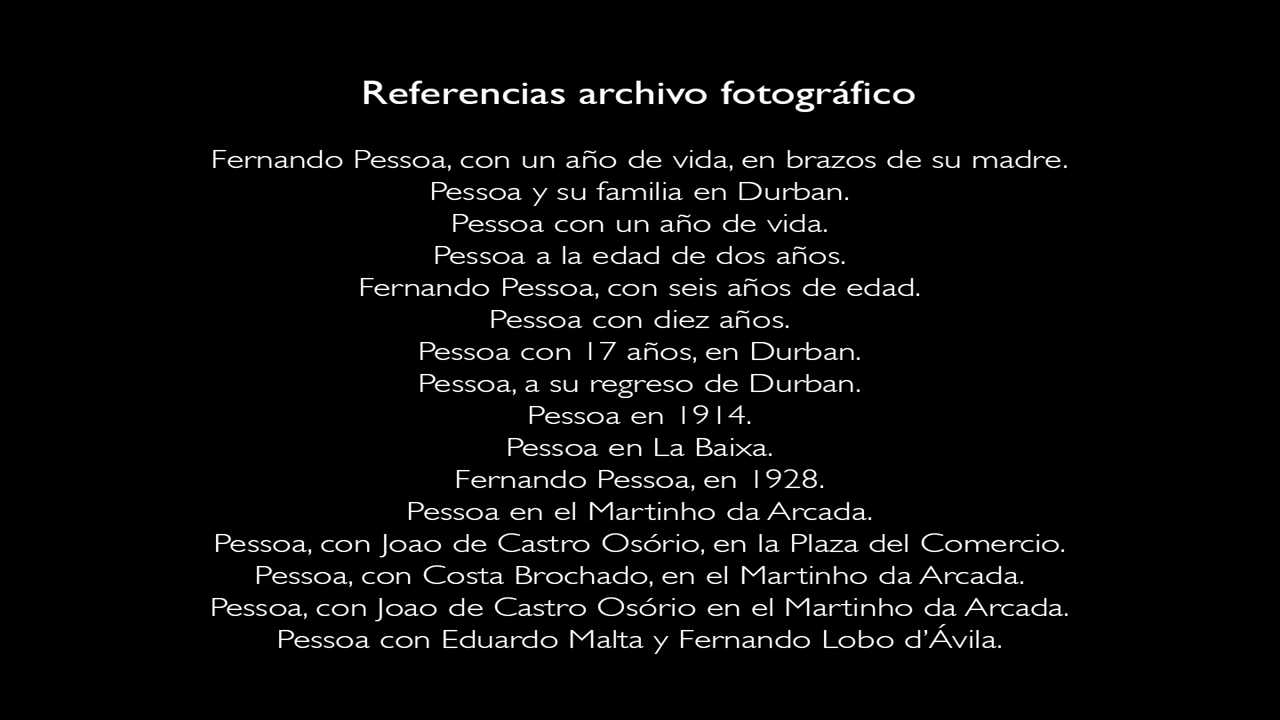 Referencias archivo fotográfico
Fernando Pessoa, con un año de vida, en brazos de su madre.
Pessoa y su familia en Durban.
Pessoa con un año de vida.
Pessoa a la edad de dos años.
Fernando Pessoa, con seis años de edad.
Pessoa con diez años.
Pessoa con 17 años, en Durban.
Pessoa, a su regreso de Durban.
Pessoa en 1914.
Pessoa en La Baixa.
Fernando Pessoa, en 1928.
Pessoa en el Martinho da Arcada.
Pessoa, con Joao de Castro Osório, en la Plaza del Comercio.
Pessoa, con Costa Brochado, en el Martinho da Arcada.
Pessoa, con Joao de Castro Osório en el Martinho da Arcada.
Pessoa con Eduardo Malta y Fernando Lobo d’Ávila.